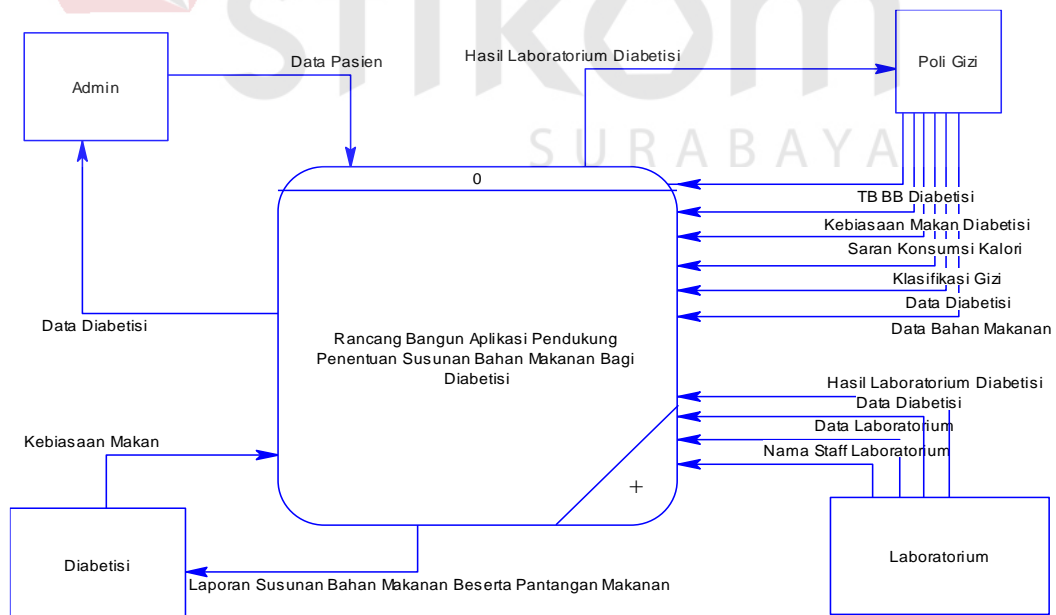 STIKOM
SURABAYA
Admin
Data Pasien
Hasil Laboratorium Diabetisi
Poli Gizi
0
TB BB Diabetisi
Kebiasaan Makan Diabetisi
Saran Konsumsi Kalori
Klasifikasi Gizi
Data Diabetisi
Data Bahan Makanan
Data Diabetisi
Rancang Bangun Aplikasi Pendukung
Penentuan Susunan Bahan Makanan Bagi
Diabetisi
Hasil Laboratorium Diabetisi
Data Diabetisi
Data Laboratorium
Nama Staff Laboratorium
Kebiasaan Makan
+
Diabetisi
Laporan Susunan Bahan Makanan Beserta Pantangan Makanan
Laboratorium